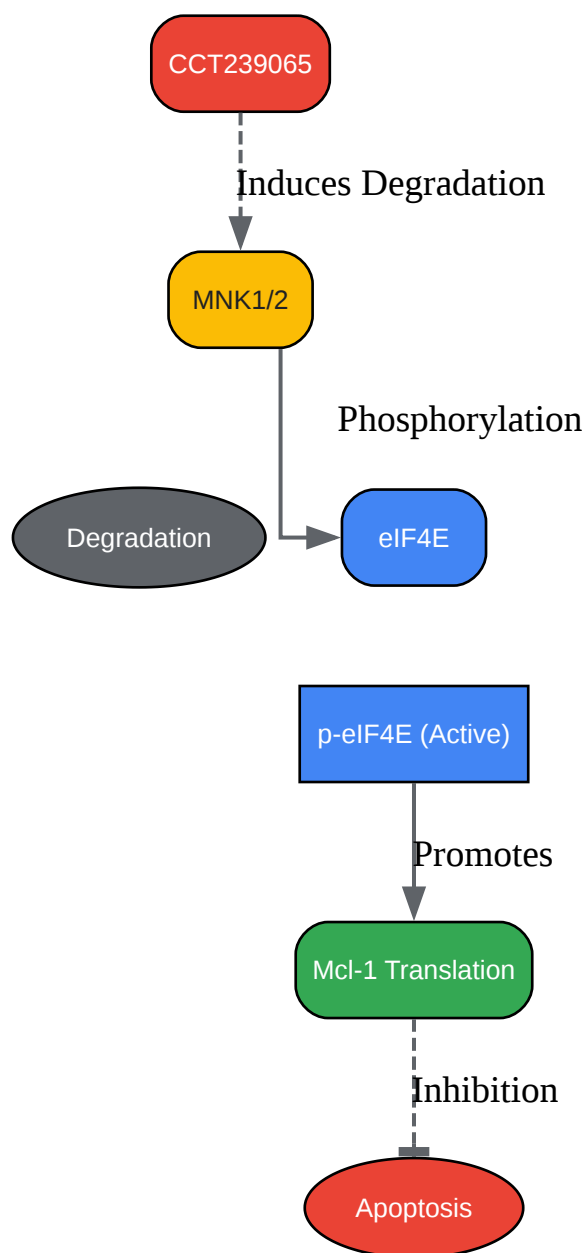 CCT239065
Induces Degradation
MNK1/2
Phosphorylation
Degradation
eIF4E
p-eIF4E (Active)
Promotes
Mcl-1 Translation
Inhibition
Apoptosis